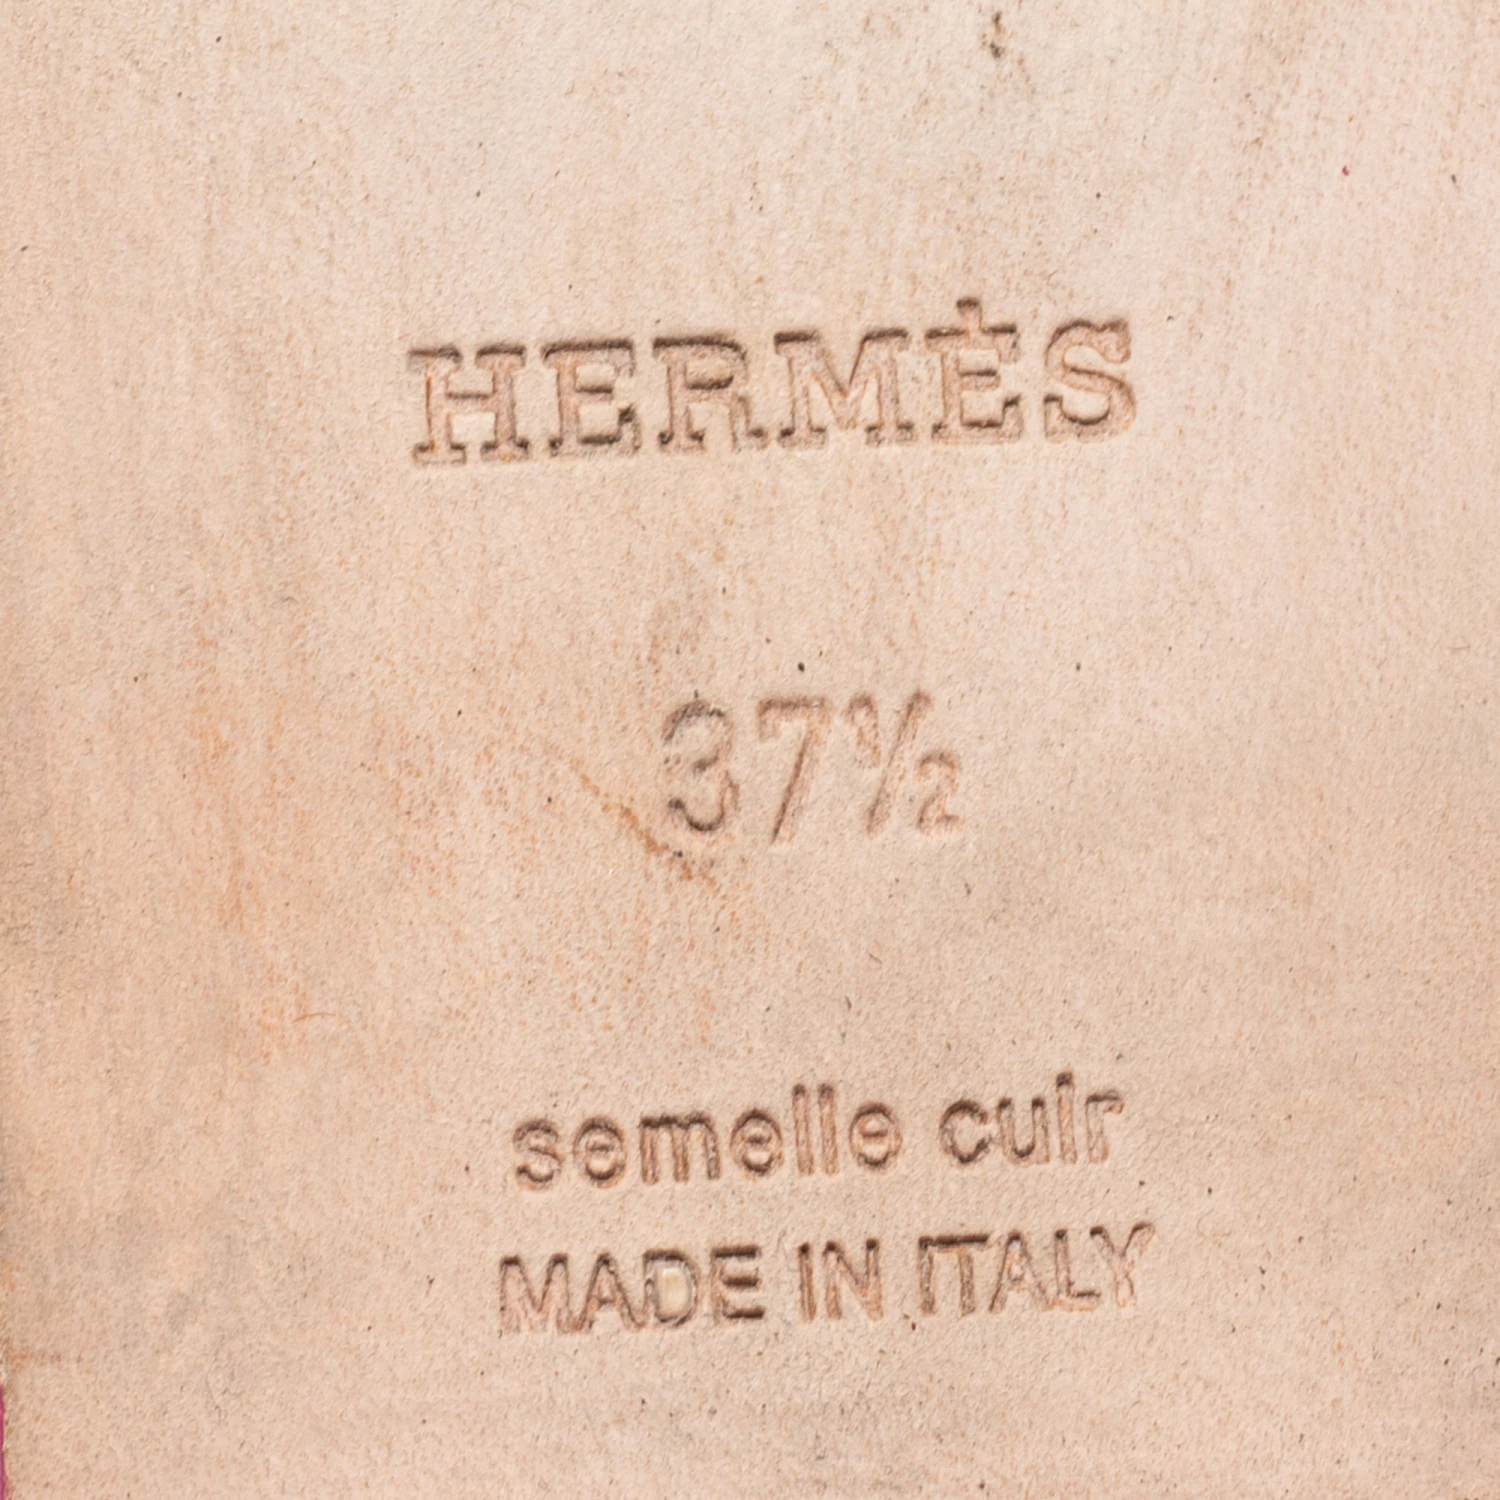 HERMÈS
37½
semelle cuir
MADE IN ITALY